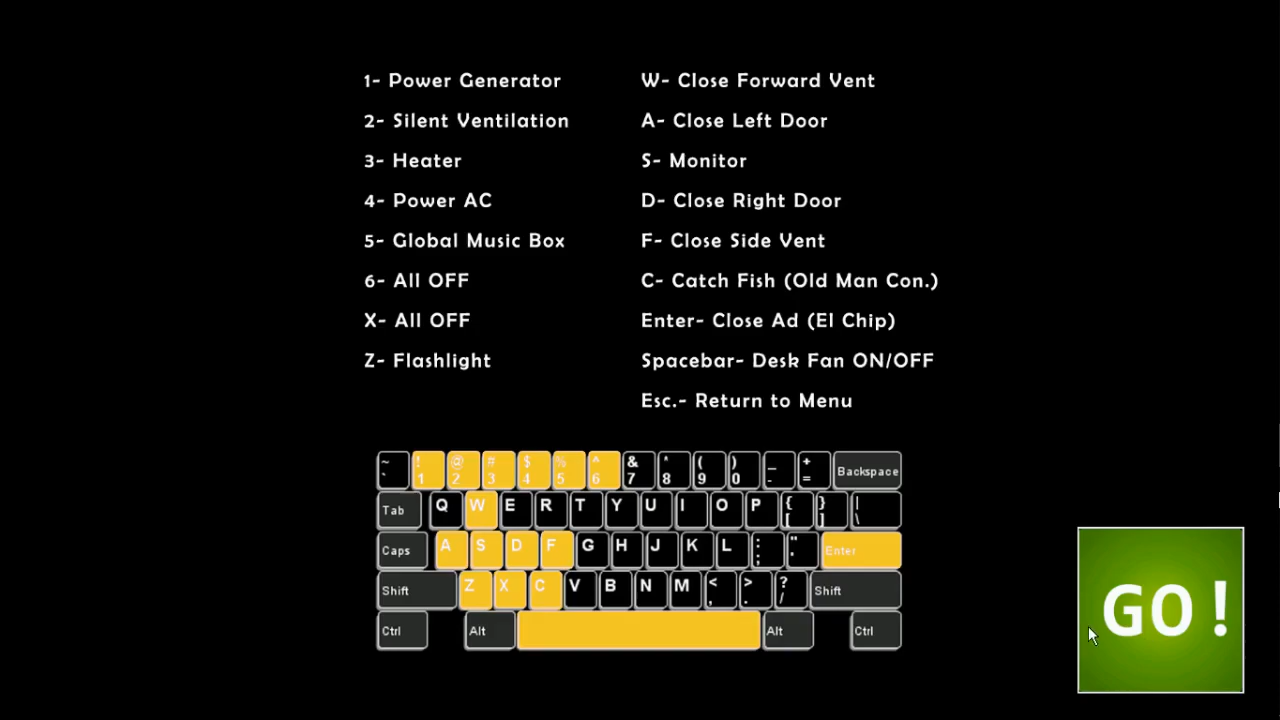 1- Power Generator
2- Silent Ventilation
3- Heater
4- Power AC
5- Global Music Box
6- All OFF
X- All OFF
Z- Flashlight
W- Close Forward Vent
A- Close Left Door
S- Monitor
D- Close Right Door
F- Close Side Vent
C- Catch Fish (Old Man Con.)
Enter- Close Ad (El Chip)
Spacebar- Desk Fan ON/OFF
Esc.- Return to Menu
~ ! @ # $ % ^ & * ( ) _ +
` 1 2 3 4 5 6 7 8 9 0 - = Backspace
Tab Q W E R T Y U I O P { } |
[ ] \
Caps A S D F G H J K L : " Enter
; '
Shift Z X C V B N M < > ? Shift
, . /
Ctrl Alt Alt Ctrl
GO!